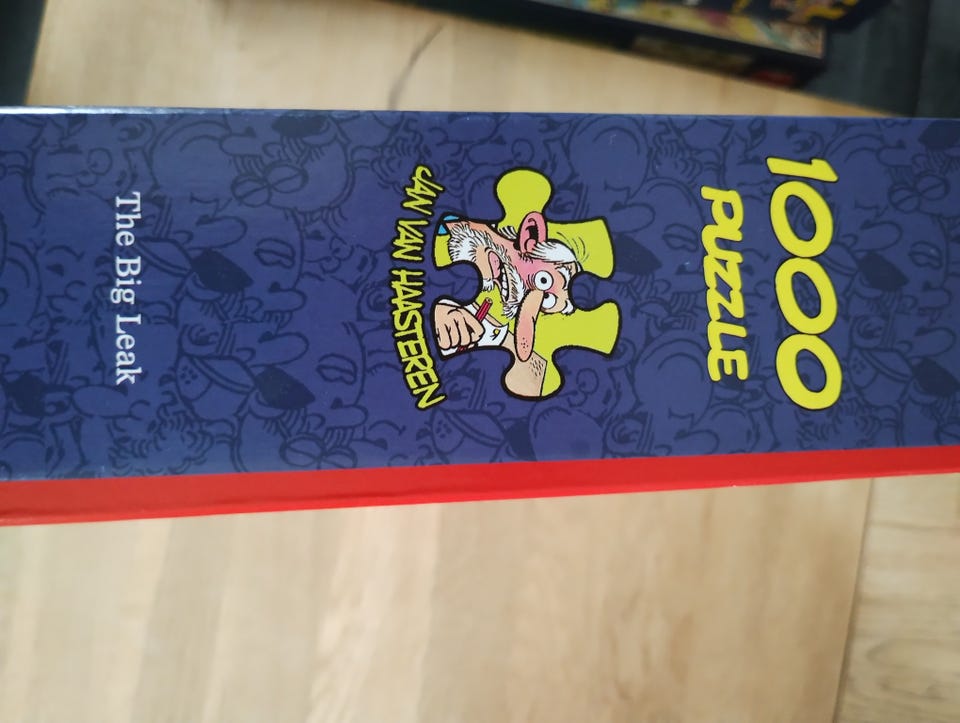 1000
PUZZLE
JAN VAN HAASTEREN
The Big Leak